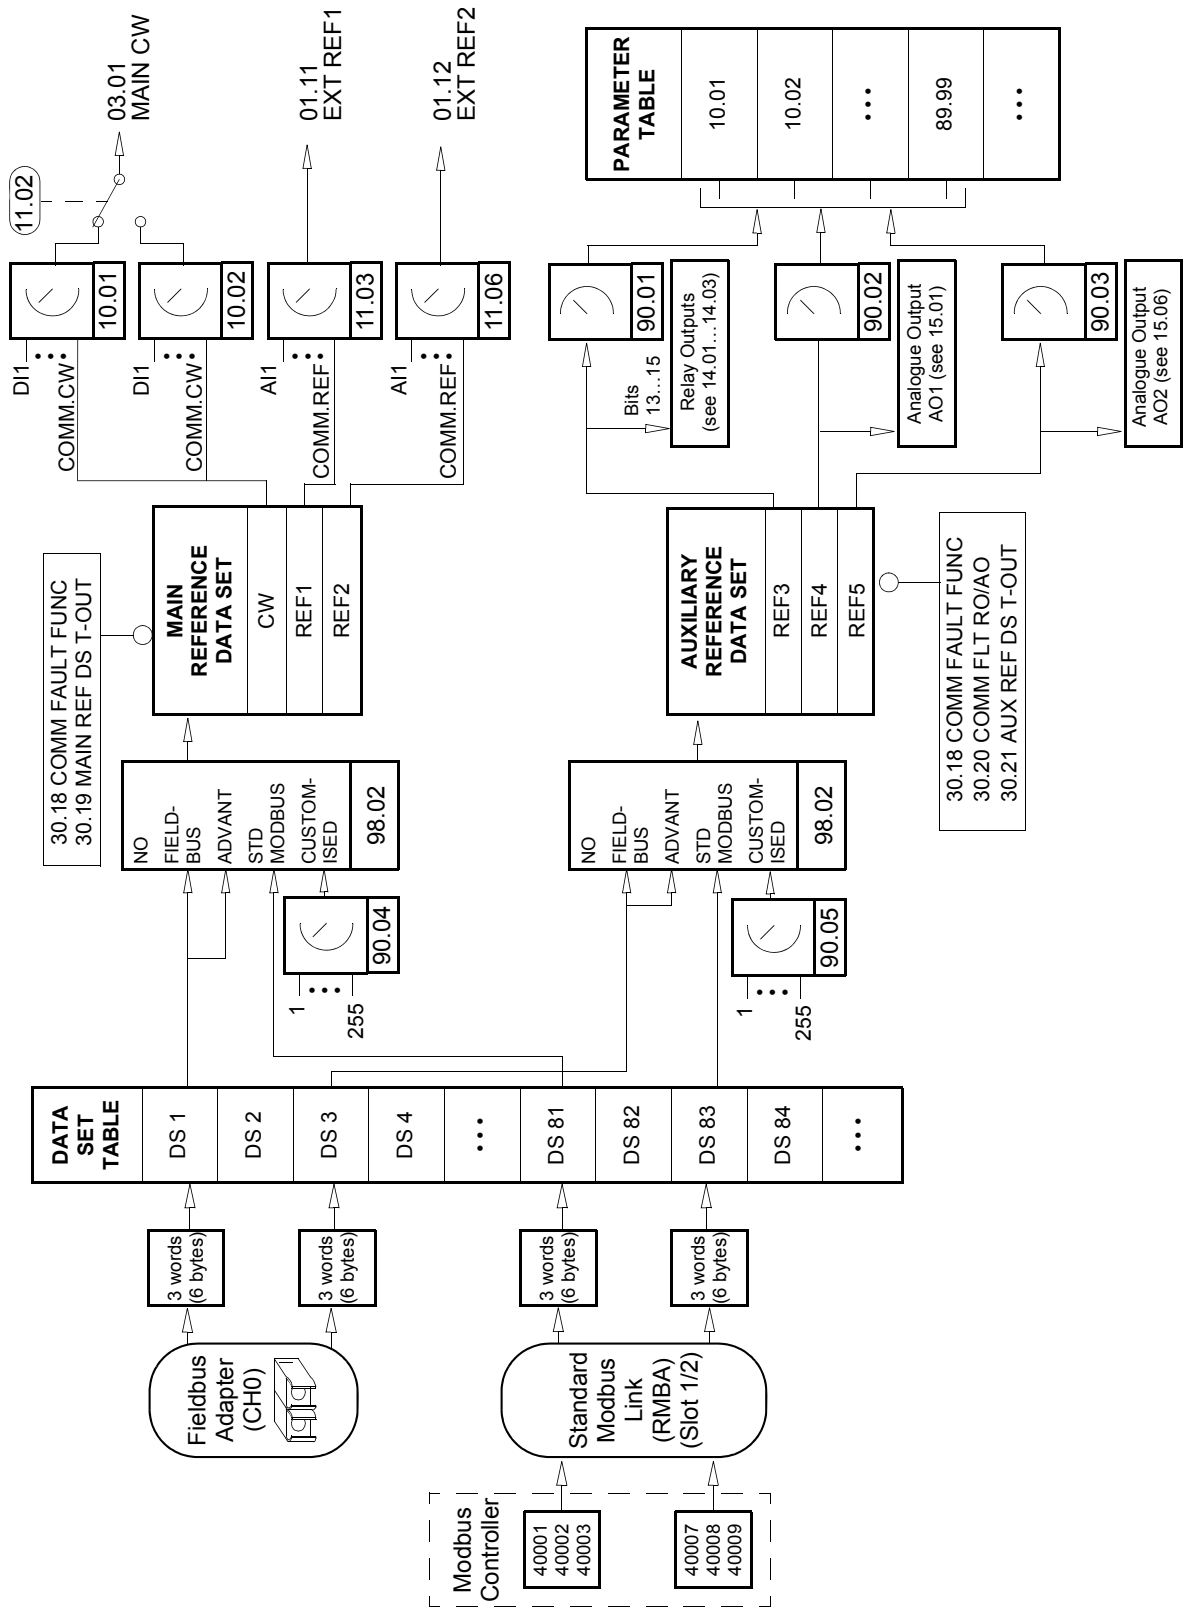 Modbus
Controller
40001
40002
40003
40007
40008
40009
Fieldbus
Adapter
(CH0)
Standard
Modbus
Link
(RMBA)
(Slot 1/2)
3 words
(6 bytes)
3 words
(6 bytes)
3 words
(6 bytes)
3 words
(6 bytes)
DATA
SET
TABLE
DS 1
DS 2
DS 3
DS 4
•••
DS 81
DS 82
DS 83
DS 84
•••
1
•••
255
90.04
1
•••
255
90.05
NO
FIELD-
BUS
ADVANT
STD
MODBUS
CUSTOM-
ISED
98.02
NO
FIELD-
BUS
ADVANT
STD
MODBUS
CUSTOM-
ISED
98.02
30.18 COMM FAULT FUNC
30.19 MAIN REF DS T-OUT
MAIN
REFERENCE
DATA SET
CW
REF1
REF2
AUXILIARY
REFERENCE
DATA SET
REF3
REF4
REF5
30.18 COMM FAULT FUNC
30.20 COMM FLT RO/AO
30.21 AUX REF DS T-OUT
DI1
•••
COMM.CW
10.01
DI1
•••
COMM.CW
10.02
AI1
•••
COMM.REF
11.03
AI1
•••
COMM.REF
11.06
11.02
03.01
MAIN CW
01.11
EXT REF1
01.12
EXT REF2
Bits
13...15
Relay Outputs
(see 14.01...14.03)
90.01
Analogue Output
AO1 (see 15.01)
90.02
Analogue Output
AO2 (see 15.06)
90.03
PARAMETER
TABLE
10.01
10.02
•••
89.99
•••